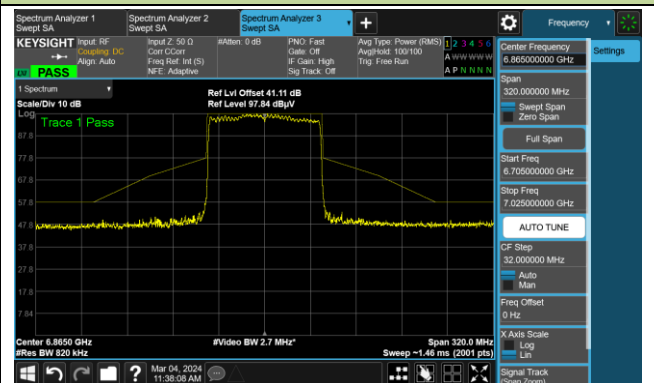 Spectrum Analyzer 1
Swept SA
Spectrum Analyzer 2
Swept SA
Spectrum Analyzer 3
Swept SA
Frequency
KEYSIGHT
Input: RF
Coupling: DC
Align: Auto
Input Z: 50 Ω
Corr CCorr
Freq Ref: Int (S)
NFE: Adaptive
#Atten: 0 dB
PNO: Fast
Gate: Off
IF Gain: High
Sig Track: Off
Avg Type: Power (RMS)
Avg|Hold: 100/100
Trig: Free Run
1 2 3 4 5 6
A W W W W W
A P N N N N
PASS
1 Spectrum
Scale/Div 10 dB
Ref Lvl Offset 41.11 dB
Ref Level 97.84 dBµV
Log
Trace 1 Pass
87.8
77.8
67.8
57.8
47.8
37.8
27.8
17.8
7.84
Center 6.8650 GHz
#Res BW 820 kHz
#Video BW 2.7 MHz*
Span 320.0 MHz
Sweep ~1.46 ms (2001 pts)
Mar 04, 2024
11:38:08 AM
Center Frequency
6.865000000 GHz
Settings
Span
320.000000 MHz
Swept Span
Zero Span
Full Span
Start Freq
6.705000000 GHz
Stop Freq
7.025000000 GHz
AUTO TUNE
CF Step
32.000000 MHz
Auto
Man
Freq Offset
0 Hz
X Axis Scale
Log
Lin
Signal Track
(Span Zoom)